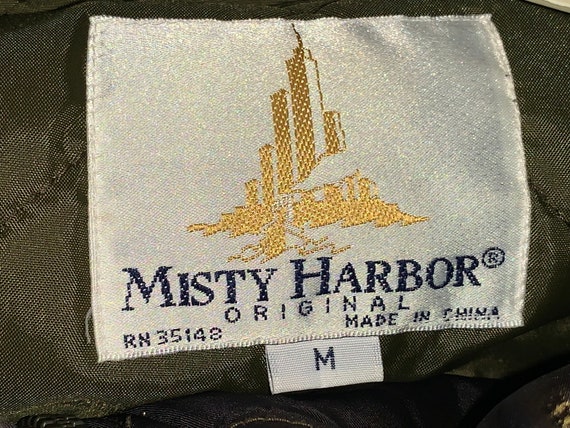 MISTY HARBOR®
ORIGINAL
MADE IN CHINA
RN 35148
M